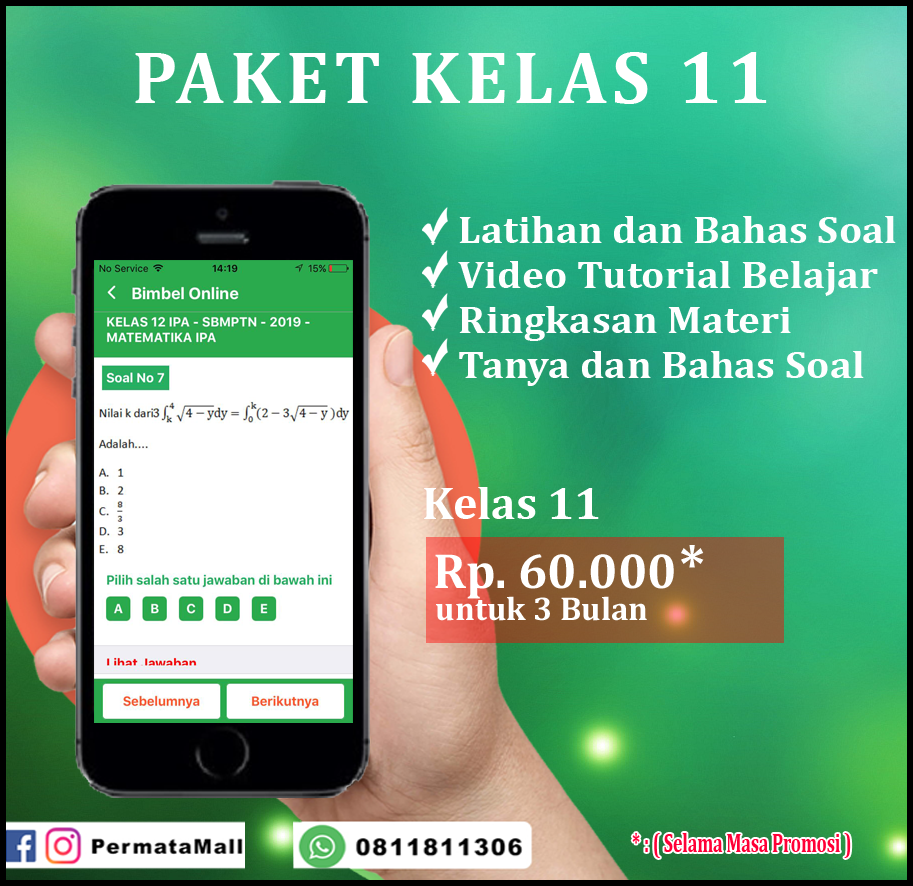 PAKET KELAS 11
Latihan dan Bahas Soal
Video Tutorial Belajar
Ringkasan Materi
Tanya dan Bahas Soal
No Service 14:19 15%
Bimbel Online
KELAS 12 IPA - SBMPTN - 2019 -
MATEMATIKA IPA
Soal No 7
Nilai k dari3 ∫ₖ⁴ √(4 − y)dy = ∫₀ᵏ(2 − 3√(4 − y) )dy
Adalah....
A. 1
B. 2
C. 8/3
D. 3
E. 8
Pilih salah satu jawaban di bawah ini
A B C D E
Lihat Jawaban
Sebelumnya Berikutnya
Kelas 11
Rp. 60.000*
untuk 3 Bulan
PermataMall
0811811306
* : ( Selama Masa Promosi )